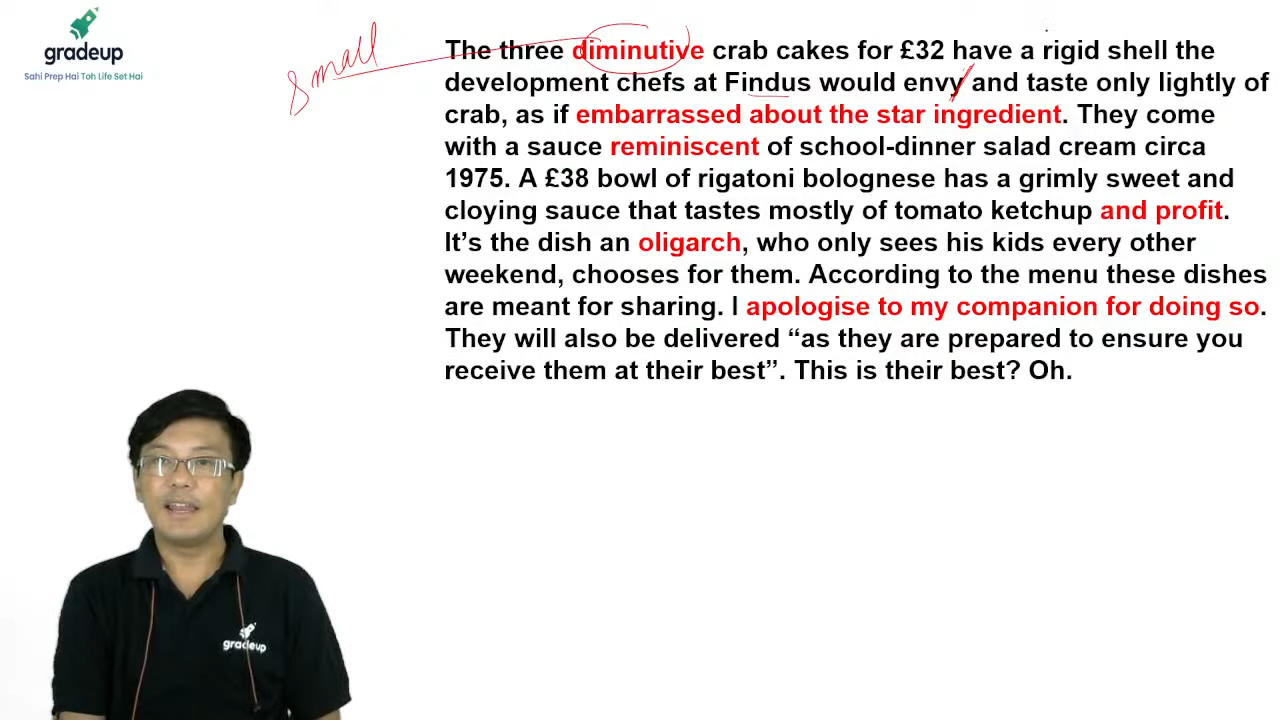 gradeup
Sahi Prep Hai Toh Life Set Hai
small
The three diminutive crab cakes for £32 have a rigid shell the
development chefs at Findus would envy and taste only lightly of
crab, as if embarrassed about the star ingredient. They come
with a sauce reminiscent of school-dinner salad cream circa
1975. A £38 bowl of rigatoni bolognese has a grimly sweet and
cloying sauce that tastes mostly of tomato ketchup and profit.
It’s the dish an oligarch, who only sees his kids every other
weekend, chooses for them. According to the menu these dishes
are meant for sharing. I apologise to my companion for doing so.
They will also be delivered “as they are prepared to ensure you
receive them at their best”. This is their best? Oh.
gradeup